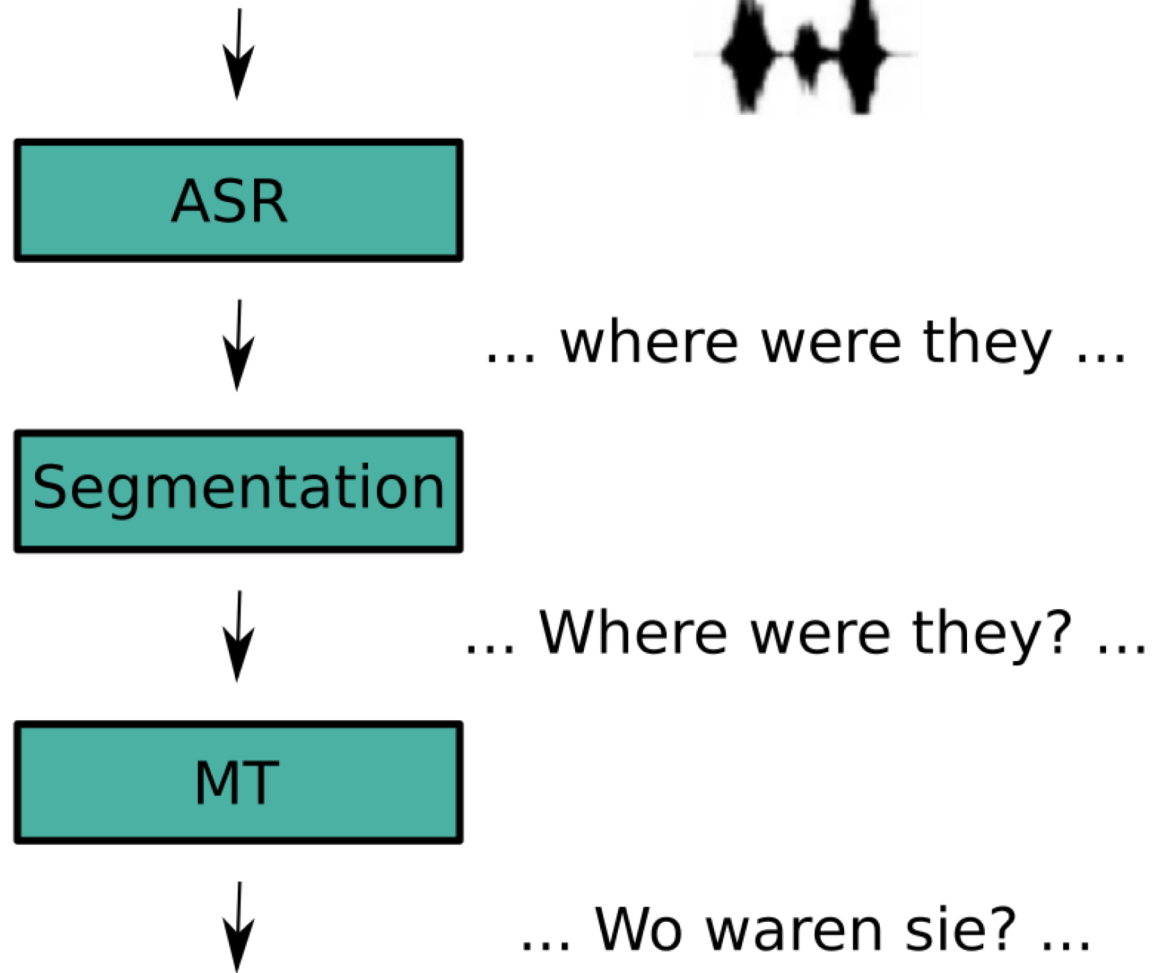 ASR
... where were they ...
Segmentation
... Where were they? ...
MT
... Wo waren sie? ...